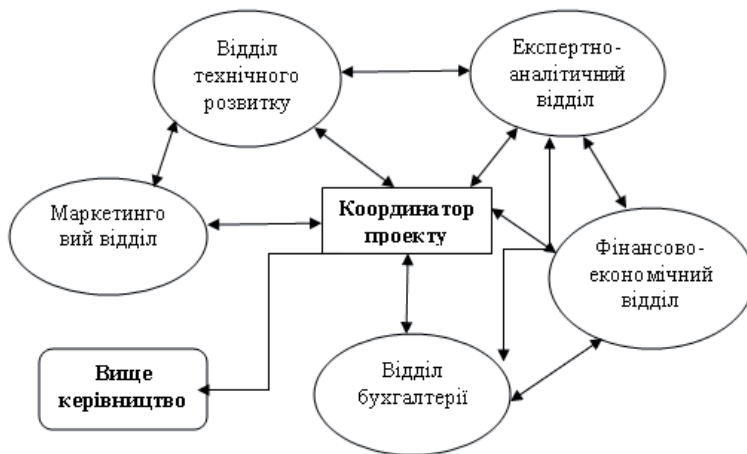 Відділ
технічного
розвитку
Експертно-
аналітичний
відділ
Маркетинго
вий відділ
Координатор
проекту
Фінансово-
економічний
відділ
Вище
керівництво
Відділ
бухгалтерії